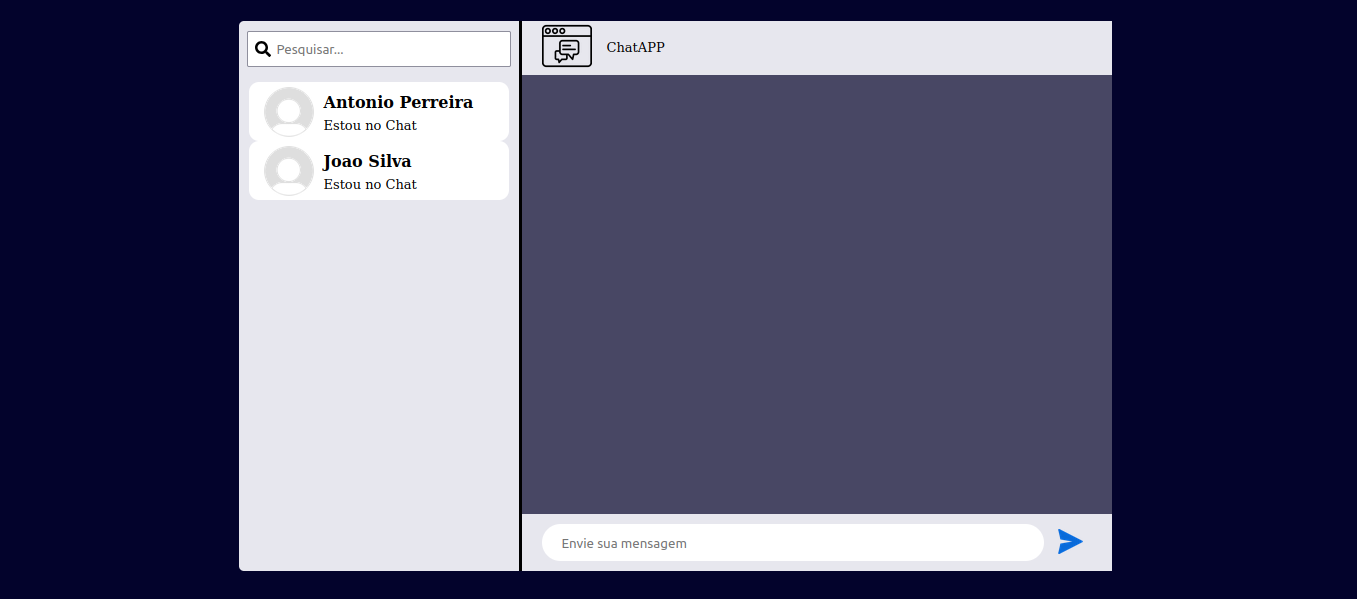 Pesquisar...
Antonio Perreira
Estou no Chat
Joao Silva
Estou no Chat
ChatAPP
Envie sua mensagem